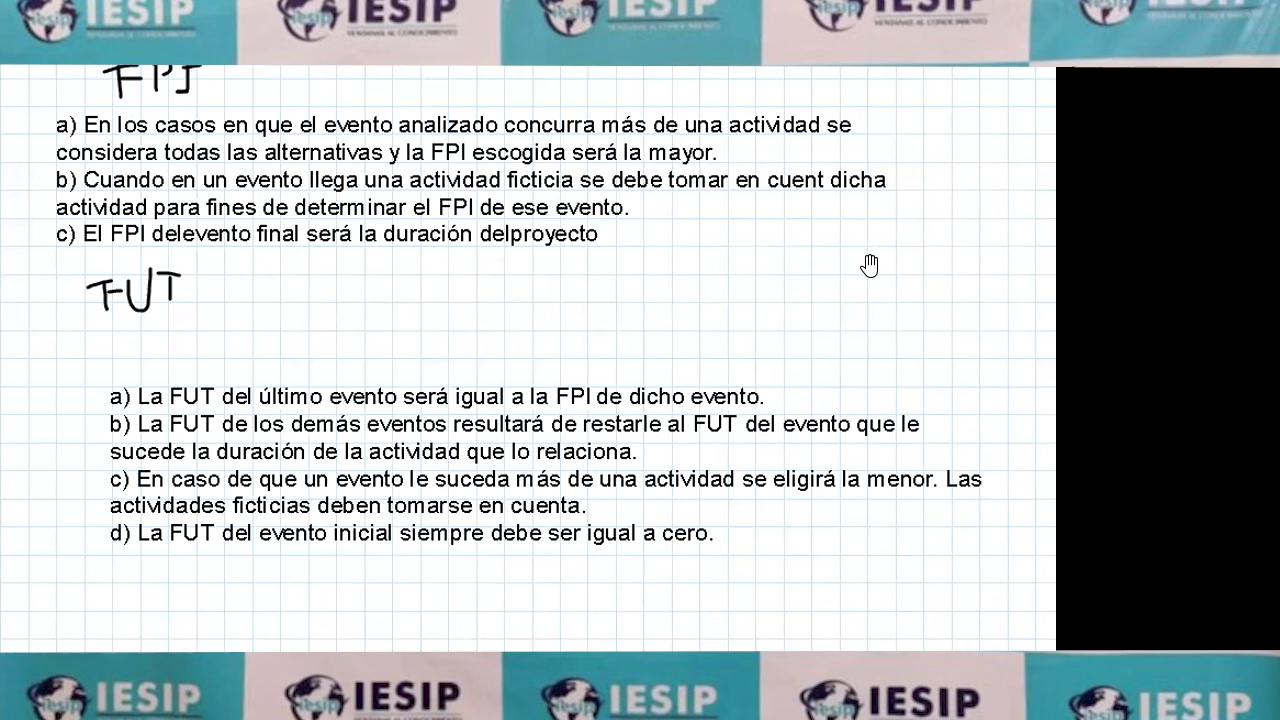 IESIP IESIP IESIP IESIP
VENTANAS AL CONOCIMIENTO VENTANAS AL CONOCIMIENTO
FPI
a) En los casos en que el evento analizado concurra más de una actividad se
considera todas las alternativas y la FPI escogida será la mayor.
b) Cuando en un evento llega una actividad ficticia se debe tomar en cuent dicha
actividad para fines de determinar el FPI de ese evento.
c) El FPI delevento final será la duración delproyecto
FUT
a) La FUT del último evento será igual a la FPI de dicho evento.
b) La FUT de los demás eventos resultará de restarle al FUT del evento que le
sucede la duración de la actividad que lo relaciona.
c) En caso de que un evento le suceda más de una actividad se eligirá la menor. Las
actividades ficticias deben tomarse en cuenta.
d) La FUT del evento inicial siempre debe ser igual a cero.
IESIP IESIP IESIP IESIP IESIP